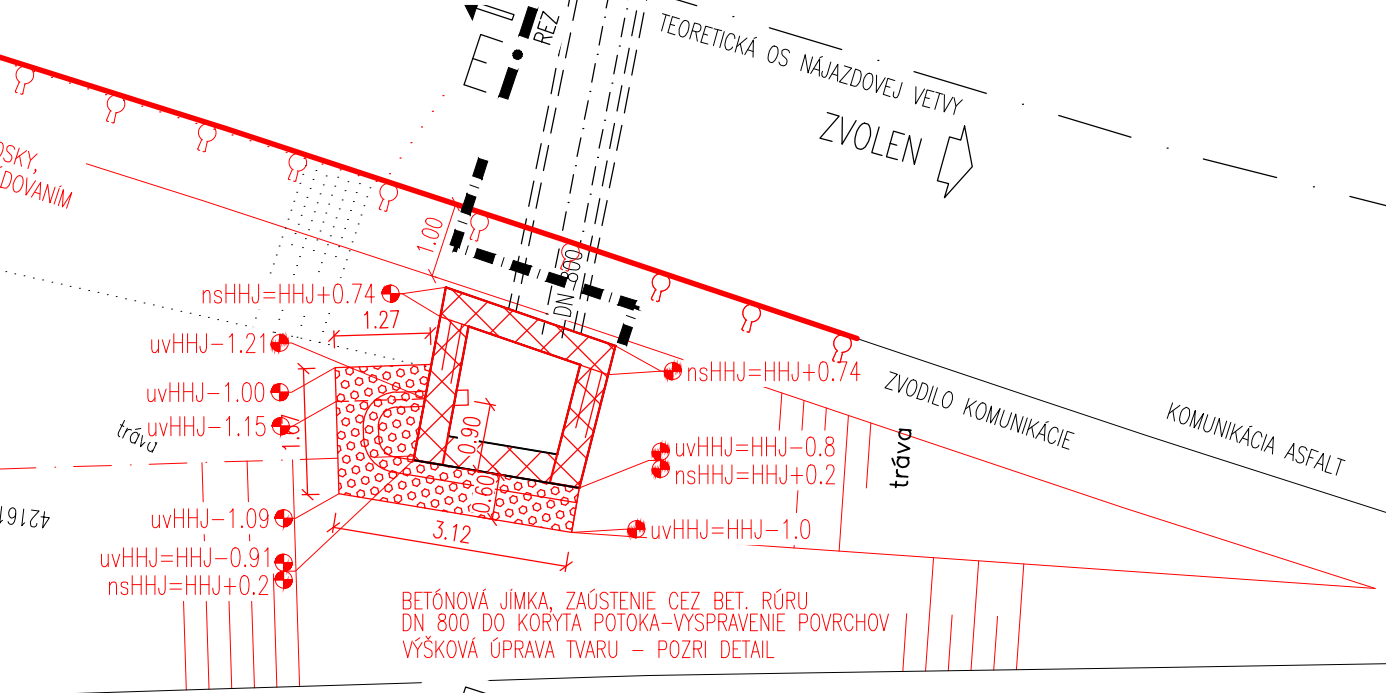 REZ
TEORETICKÁ OS NÁJAZDOVEJ VETVY
ZVOLEN
1.00
DN 800
nsHHJ=HHJ+0.74
1.27
uvHHJ-1.21
uvHHJ-1.00
uvHHJ-1.15
trávu
nsHHJ=HHJ+0.74
ZVODILO KOMUNIKÁCIE
KOMUNIKÁCIA ASFALT
tráva
0.90
0.60
uvHHJ=HHJ-0.8
nsHHJ=HHJ+0.2
uvHHJ-1.09
3.12
uvHHJ=HHJ-1.0
uvHHJ=HHJ-0.91
nsHHJ=HHJ+0.2
BETÓNOVÁ JÍMKA, ZAÚSTENIE CEZ BET. RÚRU
DN 800 DO KORYTA POTOKA-VYSPRAVENIE POVRCHOV
VÝŠKOVÁ ÚPRAVA TVARU – POZRI DETAIL